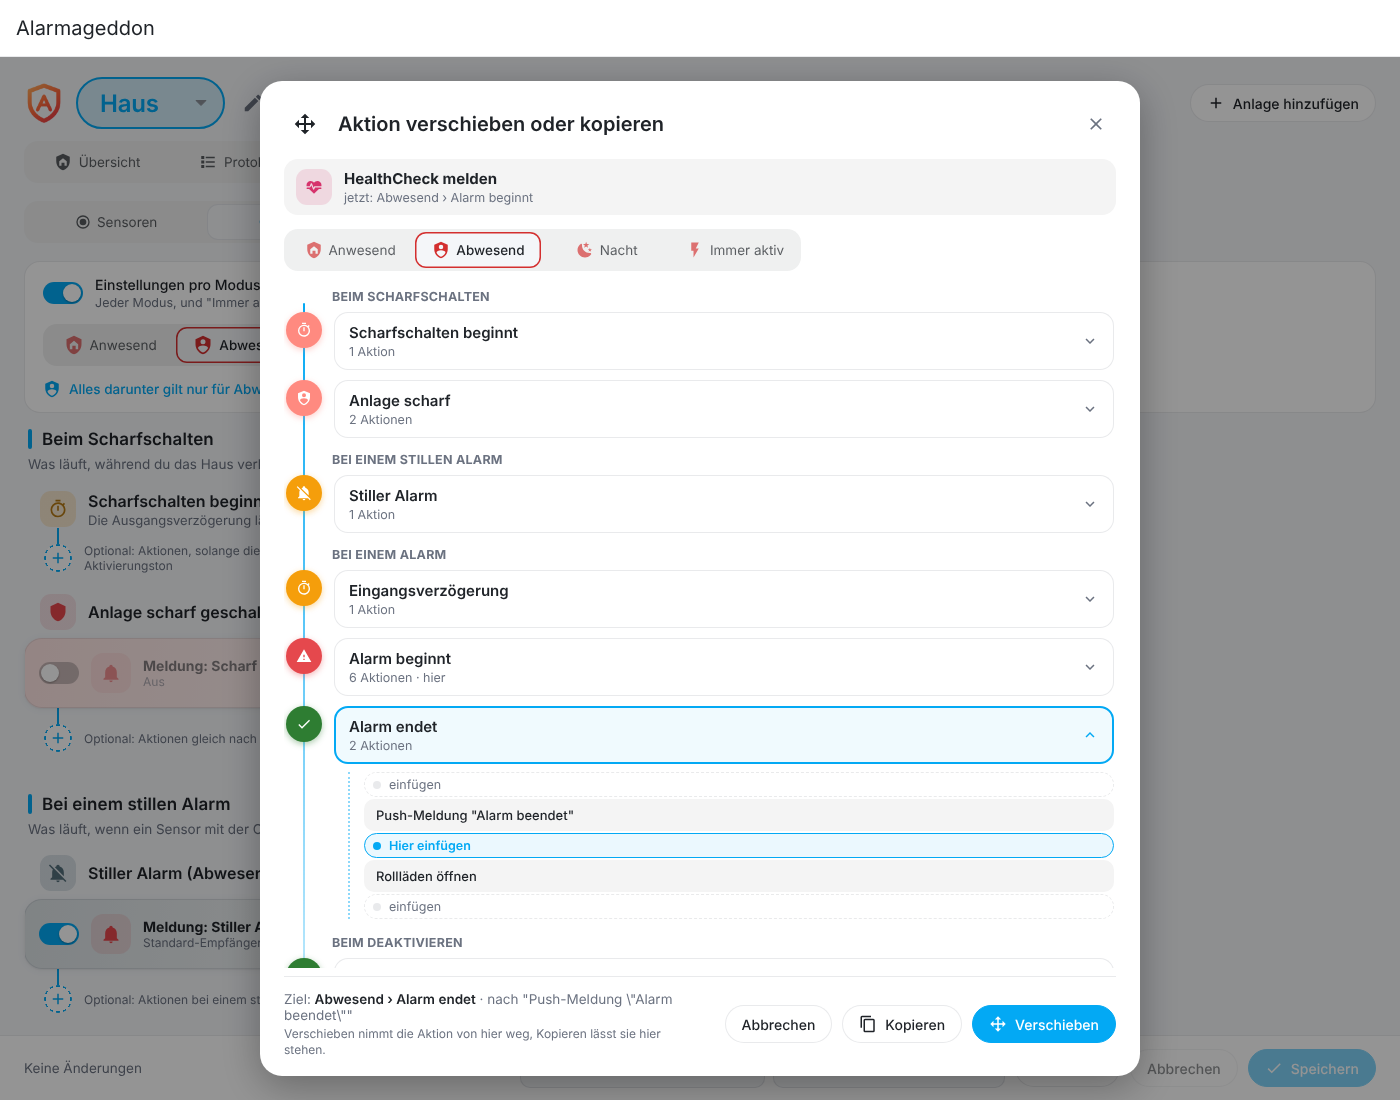 Alarmageddon
Haus
Anlage hinzufügen
Übersicht
Protol
Sensoren
Einstellungen pro Modus
Jeder Modus, und "Immer a
Anwesend
Abwes
Alles darunter gilt nur für Abw
Beim Scharfschalten
Was läuft, während du das Haus verl
Scharfschalten beginn
Die Ausgangsverzögerung lä
Optional: Aktionen, solange die
Aktivierungston
Anlage scharf geschal
Meldung: Scharf
Aus
Optional: Aktionen gleich nach
Bei einem stillen Alarm
Was läuft, wenn ein Sensor mit der O
Stiller Alarm (Abwesen
Meldung: Stiller A
Standard-Empfänger
Optional: Aktionen bei einem st
Keine Änderungen
Abbrechen
Speichern
Aktion verschieben oder kopieren
HealthCheck melden
jetzt: Abwesend › Alarm beginnt
Anwesend
Abwesend
Nacht
Immer aktiv
BEIM SCHARFSCHALTEN
Scharfschalten beginnt
1 Aktion
Anlage scharf
2 Aktionen
BEI EINEM STILLEN ALARM
Stiller Alarm
1 Aktion
BEI EINEM ALARM
Eingangsverzögerung
1 Aktion
Alarm beginnt
6 Aktionen · hier
Alarm endet
2 Aktionen
einfügen
Push-Meldung "Alarm beendet"
Hier einfügen
Rollläden öffnen
einfügen
BEIM DEAKTIVIEREN
Ziel: Abwesend › Alarm endet · nach "Push-Meldung \"Alarm
beendet\""
Verschieben nimmt die Aktion von hier weg, Kopieren lässt sie hier
stehen.
Abbrechen
Kopieren
Verschieben